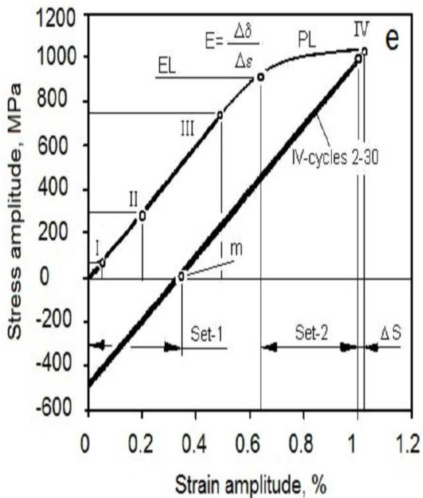 1200
1000
800
600
400
200
0
-200
-400
-600
Stress amplitude, MPa
0 0.2 0.4 0.6 0.8 1 1.2
Strain amplitude, %
E=Δδ/Δε
PL
IV
e
EL
III
IV-cycles 2-30
II
I
m
Set-1
Set-2
ΔS